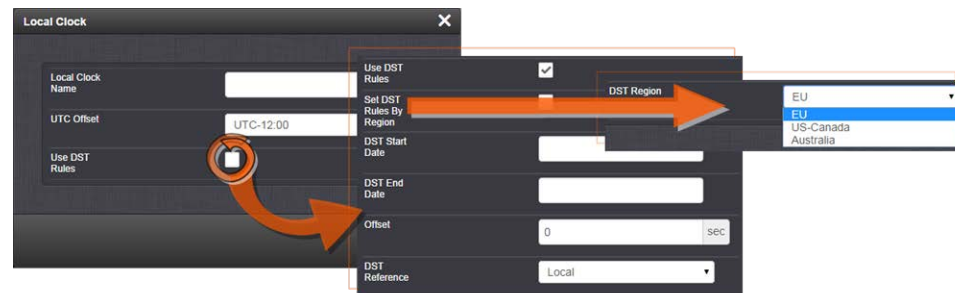 Local Clock
Local Clock
Name
UTC Offset
UTC-12:00
Use DST
Rules
Use DST
Rules
Set DST
Rules By
Region
DST Start
Date
DST End
Date
Offset
0
sec
DST
Reference
Local
DST Region
EU
EU
US-Canada
Australia